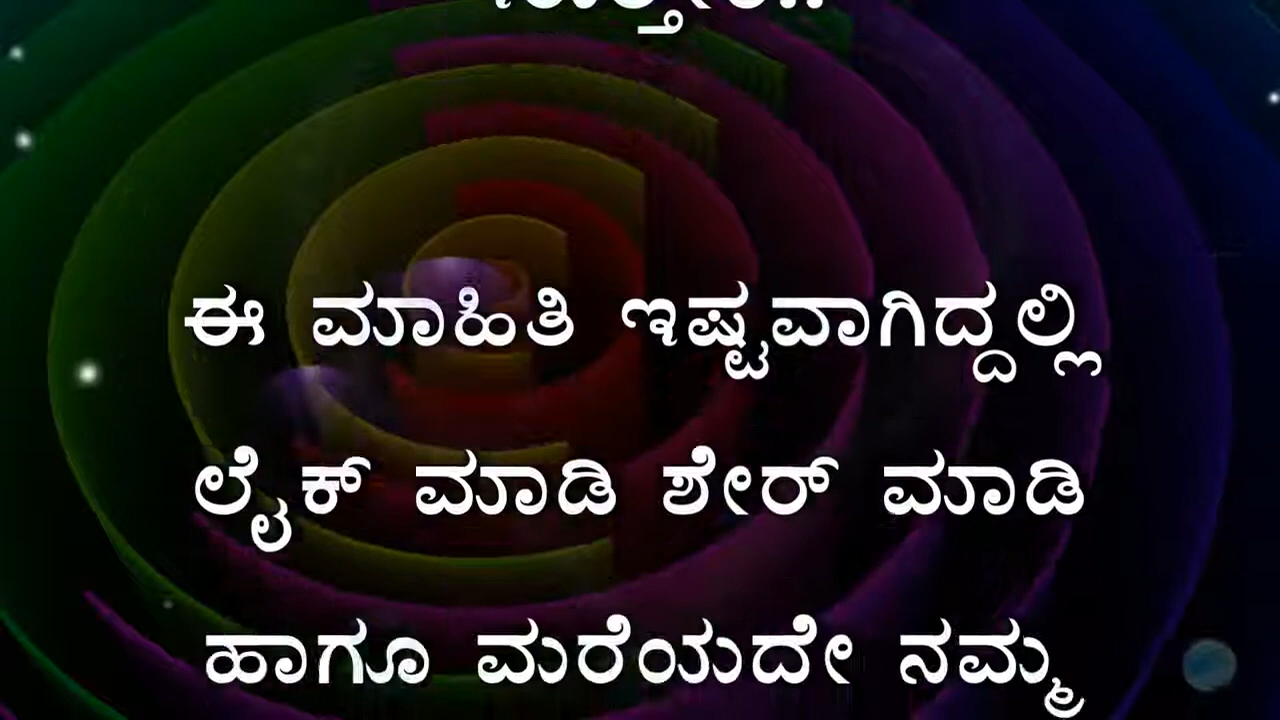 ಈ ಮಾಹಿತಿ ಇಷ್ಟವಾಗಿದ್ದಲ್ಲಿ
ಲೈಕ್ ಮಾಡಿ ಶೇರ್ ಮಾಡಿ
ಹಾಗೂ ಮರೆಯದೇ ನಮ್ಮ